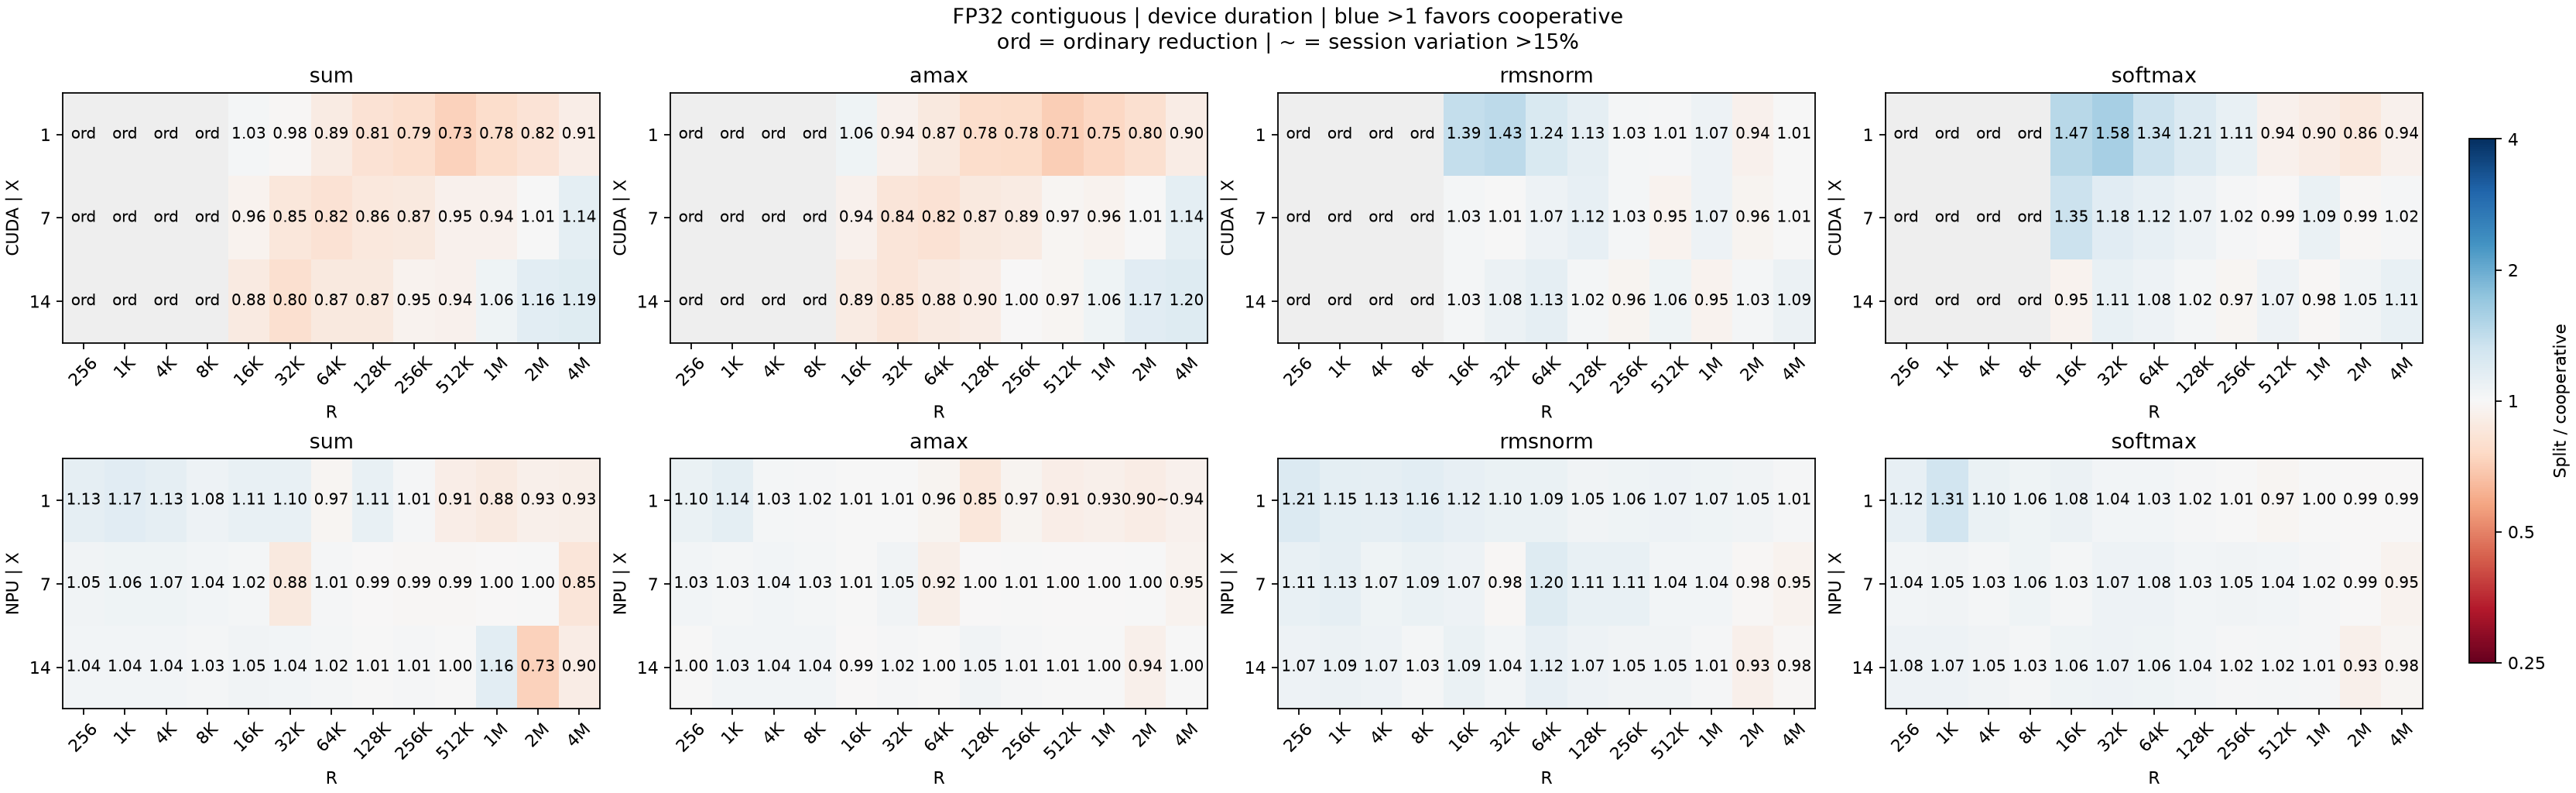 FP32 contiguous | device duration | blue >1 favors cooperative
ord = ordinary reduction | ~ = session variation >15%
sum
CUDA | X
1 ord ord ord ord 1.03 0.98 0.89 0.81 0.79 0.73 0.78 0.82 0.91
7 ord ord ord ord 0.96 0.85 0.82 0.86 0.87 0.95 0.94 1.01 1.14
14 ord ord ord ord 0.88 0.80 0.87 0.87 0.95 0.94 1.06 1.16 1.19
256 1K 4K 8K 16K 32K 64K 128K 256K 512K 1M 2M 4M
R
amax
CUDA | X
1 ord ord ord ord 1.06 0.94 0.87 0.78 0.78 0.71 0.75 0.80 0.90
7 ord ord ord ord 0.94 0.84 0.82 0.87 0.89 0.97 0.96 1.01 1.14
14 ord ord ord ord 0.89 0.85 0.88 0.90 1.00 0.97 1.06 1.17 1.20
256 1K 4K 8K 16K 32K 64K 128K 256K 512K 1M 2M 4M
R
rmsnorm
CUDA | X
1 ord ord ord ord 1.39 1.43 1.24 1.13 1.03 1.01 1.07 0.94 1.01
7 ord ord ord ord 1.03 1.01 1.07 1.12 1.03 0.95 1.07 0.96 1.01
14 ord ord ord ord 1.03 1.08 1.13 1.02 0.96 1.06 0.95 1.03 1.09
256 1K 4K 8K 16K 32K 64K 128K 256K 512K 1M 2M 4M
R
softmax
CUDA | X
1 ord ord ord ord 1.47 1.58 1.34 1.21 1.11 0.94 0.90 0.86 0.94
7 ord ord ord ord 1.35 1.18 1.12 1.07 1.02 0.99 1.09 0.99 1.02
14 ord ord ord ord 0.95 1.11 1.08 1.02 0.97 1.07 0.98 1.05 1.11
256 1K 4K 8K 16K 32K 64K 128K 256K 512K 1M 2M 4M
R
sum
NPU | X
1 1.13 1.17 1.13 1.08 1.11 1.10 0.97 1.11 1.01 0.91 0.88 0.93 0.93
7 1.05 1.06 1.07 1.04 1.02 0.88 1.01 0.99 0.99 0.99 1.00 1.00 0.85
14 1.04 1.04 1.04 1.03 1.05 1.04 1.02 1.01 1.01 1.00 1.16 0.73 0.90
256 1K 4K 8K 16K 32K 64K 128K 256K 512K 1M 2M 4M
R
amax
NPU | X
1 1.10 1.14 1.03 1.02 1.01 1.01 0.96 0.85 0.97 0.91 0.93 0.90~ 0.94
7 1.03 1.03 1.04 1.03 1.01 1.05 0.92 1.00 1.01 1.00 1.00 1.00 0.95
14 1.00 1.03 1.04 1.04 0.99 1.02 1.00 1.05 1.01 1.01 1.00 0.94 1.00
256 1K 4K 8K 16K 32K 64K 128K 256K 512K 1M 2M 4M
R
rmsnorm
NPU | X
1 1.21 1.15 1.13 1.16 1.12 1.10 1.09 1.05 1.06 1.07 1.07 1.05 1.01
7 1.11 1.13 1.07 1.09 1.07 0.98 1.20 1.11 1.11 1.04 1.04 0.98 0.95
14 1.07 1.09 1.07 1.03 1.09 1.04 1.12 1.07 1.05 1.05 1.01 0.93 0.98
256 1K 4K 8K 16K 32K 64K 128K 256K 512K 1M 2M 4M
R
softmax
NPU | X
1 1.12 1.31 1.10 1.06 1.08 1.04 1.03 1.02 1.01 0.97 1.00 0.99 0.99
7 1.04 1.05 1.03 1.06 1.03 1.07 1.08 1.03 1.05 1.04 1.02 0.99 0.95
14 1.08 1.07 1.05 1.03 1.06 1.07 1.06 1.04 1.02 1.02 1.01 0.93 0.98
256 1K 4K 8K 16K 32K 64K 128K 256K 512K 1M 2M 4M
R
4
2
1
0.5
0.25
Split / cooperative